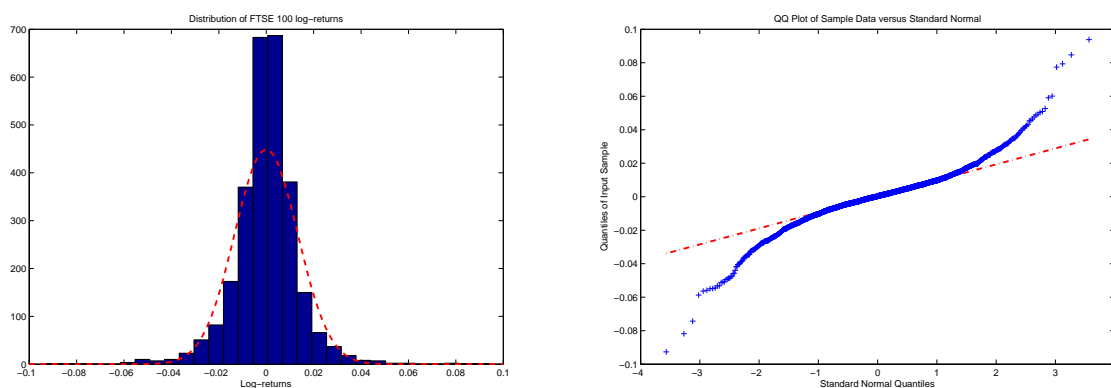 Distribution of FTSE 100 log−returns
700
600
500
400
300
200
100
0
−0.1 −0.08 −0.06 −0.04 −0.02 0 0.02 0.04 0.06 0.08 0.1
Log−returns
QQ Plot of Sample Data versus Standard Normal
Quantiles of Input Sample
0.1
0.08
0.06
0.04
0.02
0
−0.02
−0.04
−0.06
−0.08
−0.1
−4 −3 −2 −1 0 1 2 3 4
Standard Normal Quantiles